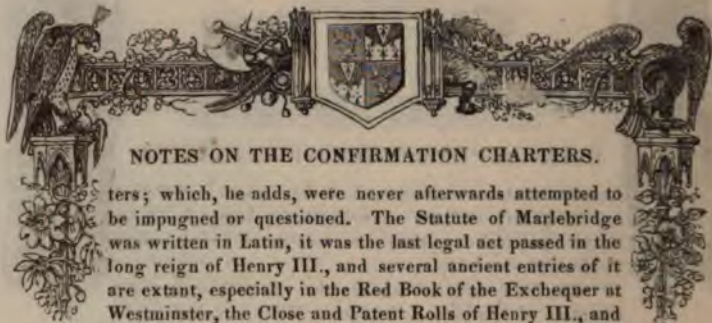 NOTES ON THE CONFIRMATION CHARTERS.
ters; which, he adds, were never afterwards attempted to
be impugned or questioned. The Statute of Marlebridge
was written in Latin, it was the last legal act passed in the
long reign of Henry III., and several ancient entries of it
are extant, especially in the Red Book of the Exchequer at
Westminster, the Close and Patent Rolls of Henry III., and